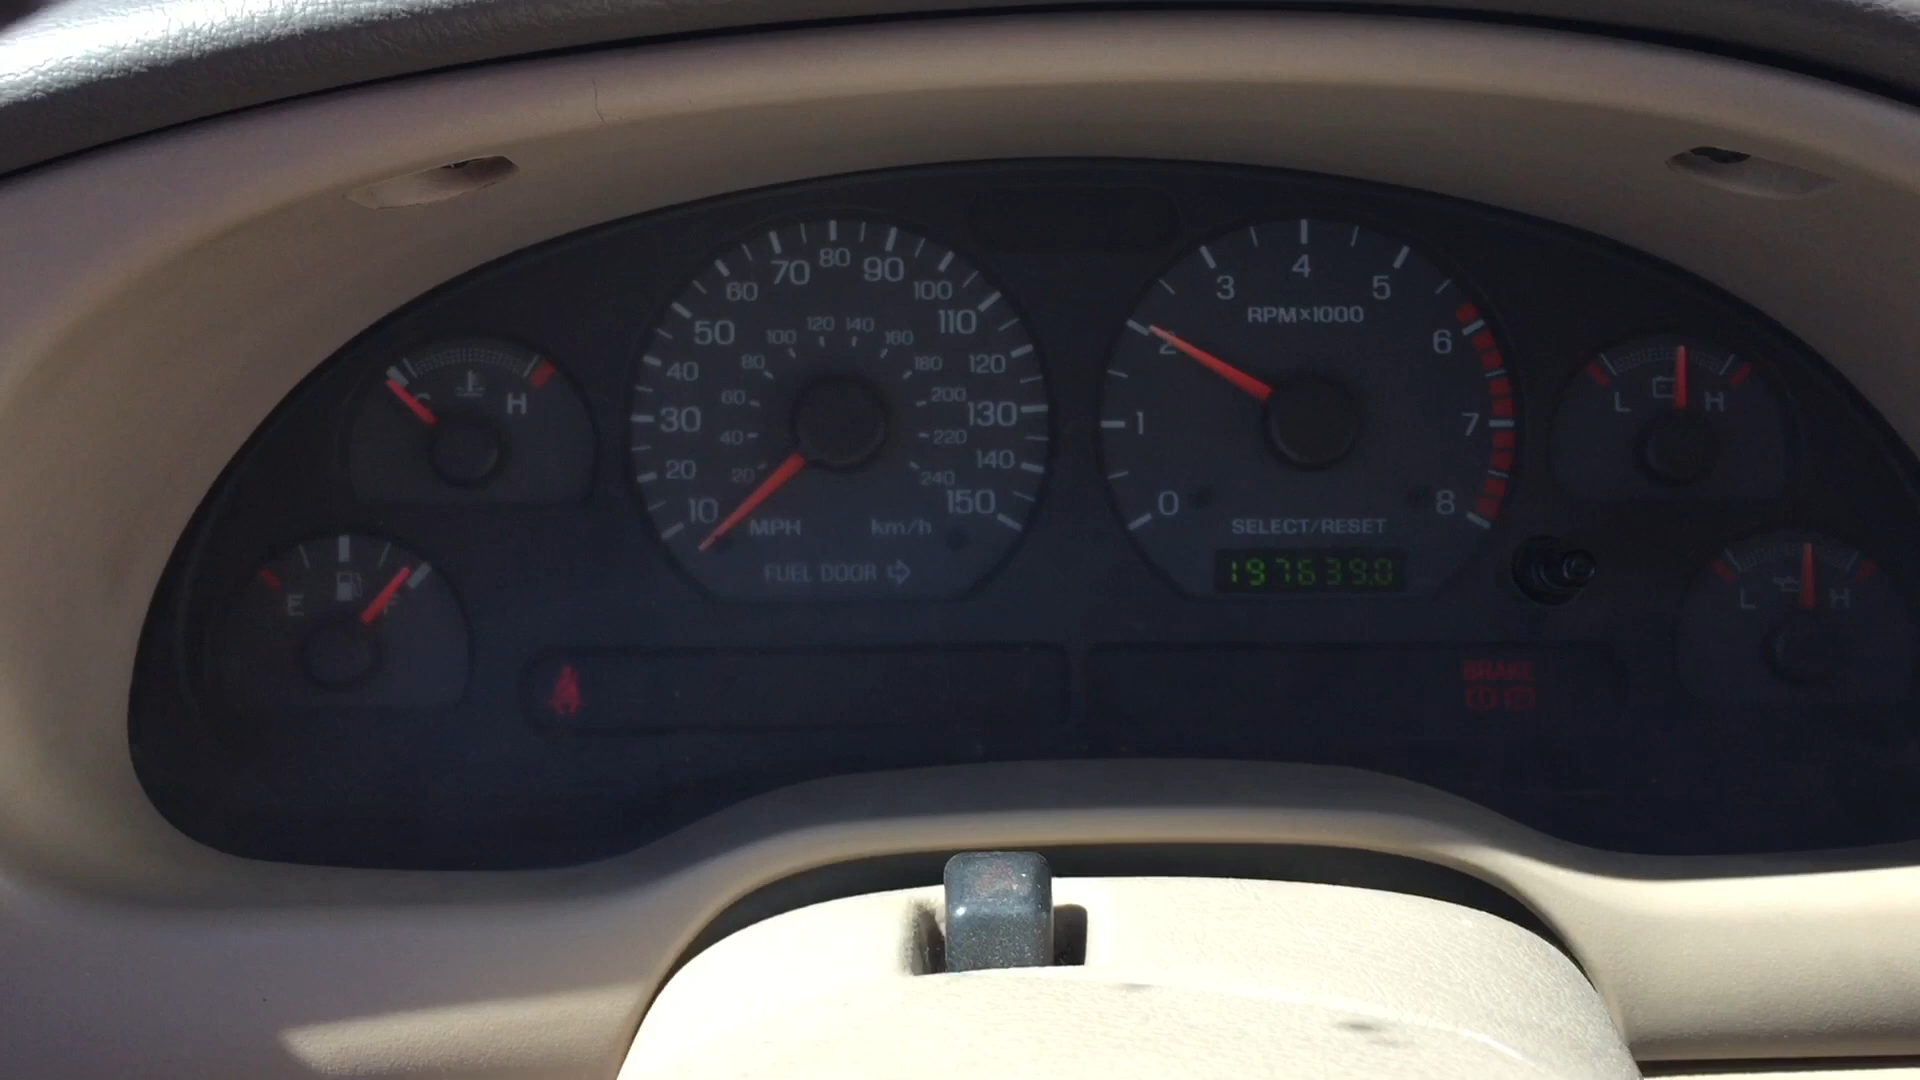 10 20 30 40 50 60 70 80 90 100 110 120 130 140 150
20 40 60 80 100 120 140 160 180 200 220 240
MPH km/h
FUEL DOOR
0 1 2 3 4 5 6 7 8
RPM×1000
SELECT/RESET
197639.0
C H
E F
L H
L H
BRAKE